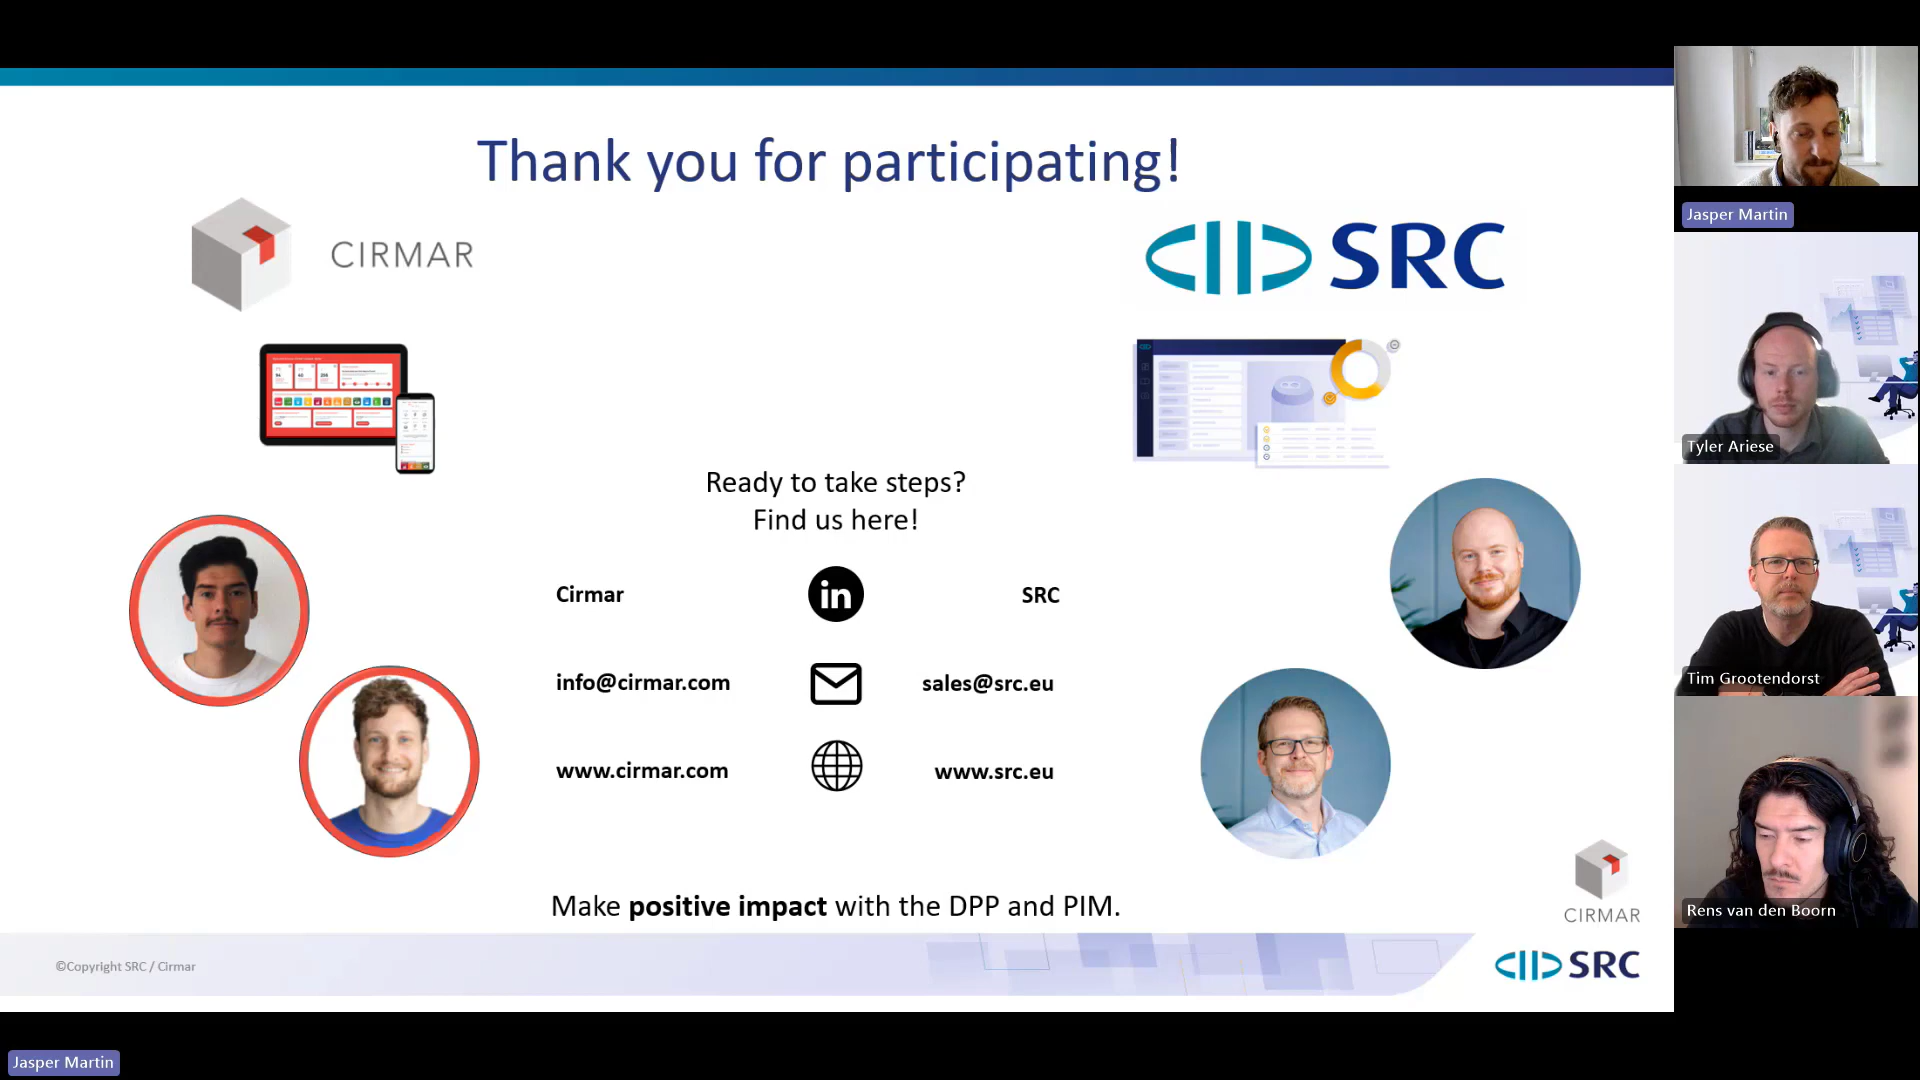 Thank you for participating!
CIRMAR
SRC
Ready to take steps?
Find us here!
Cirmar
in
SRC
info@cirmar.com
sales@src.eu
www.cirmar.com
www.src.eu
Make positive impact with the DPP and PIM.
CIRMAR
SRC
©Copyright SRC / Cirmar
Jasper Martin
Tyler Ariese
Tim Grootendorst
Rens van den Boorn
Jasper Martin